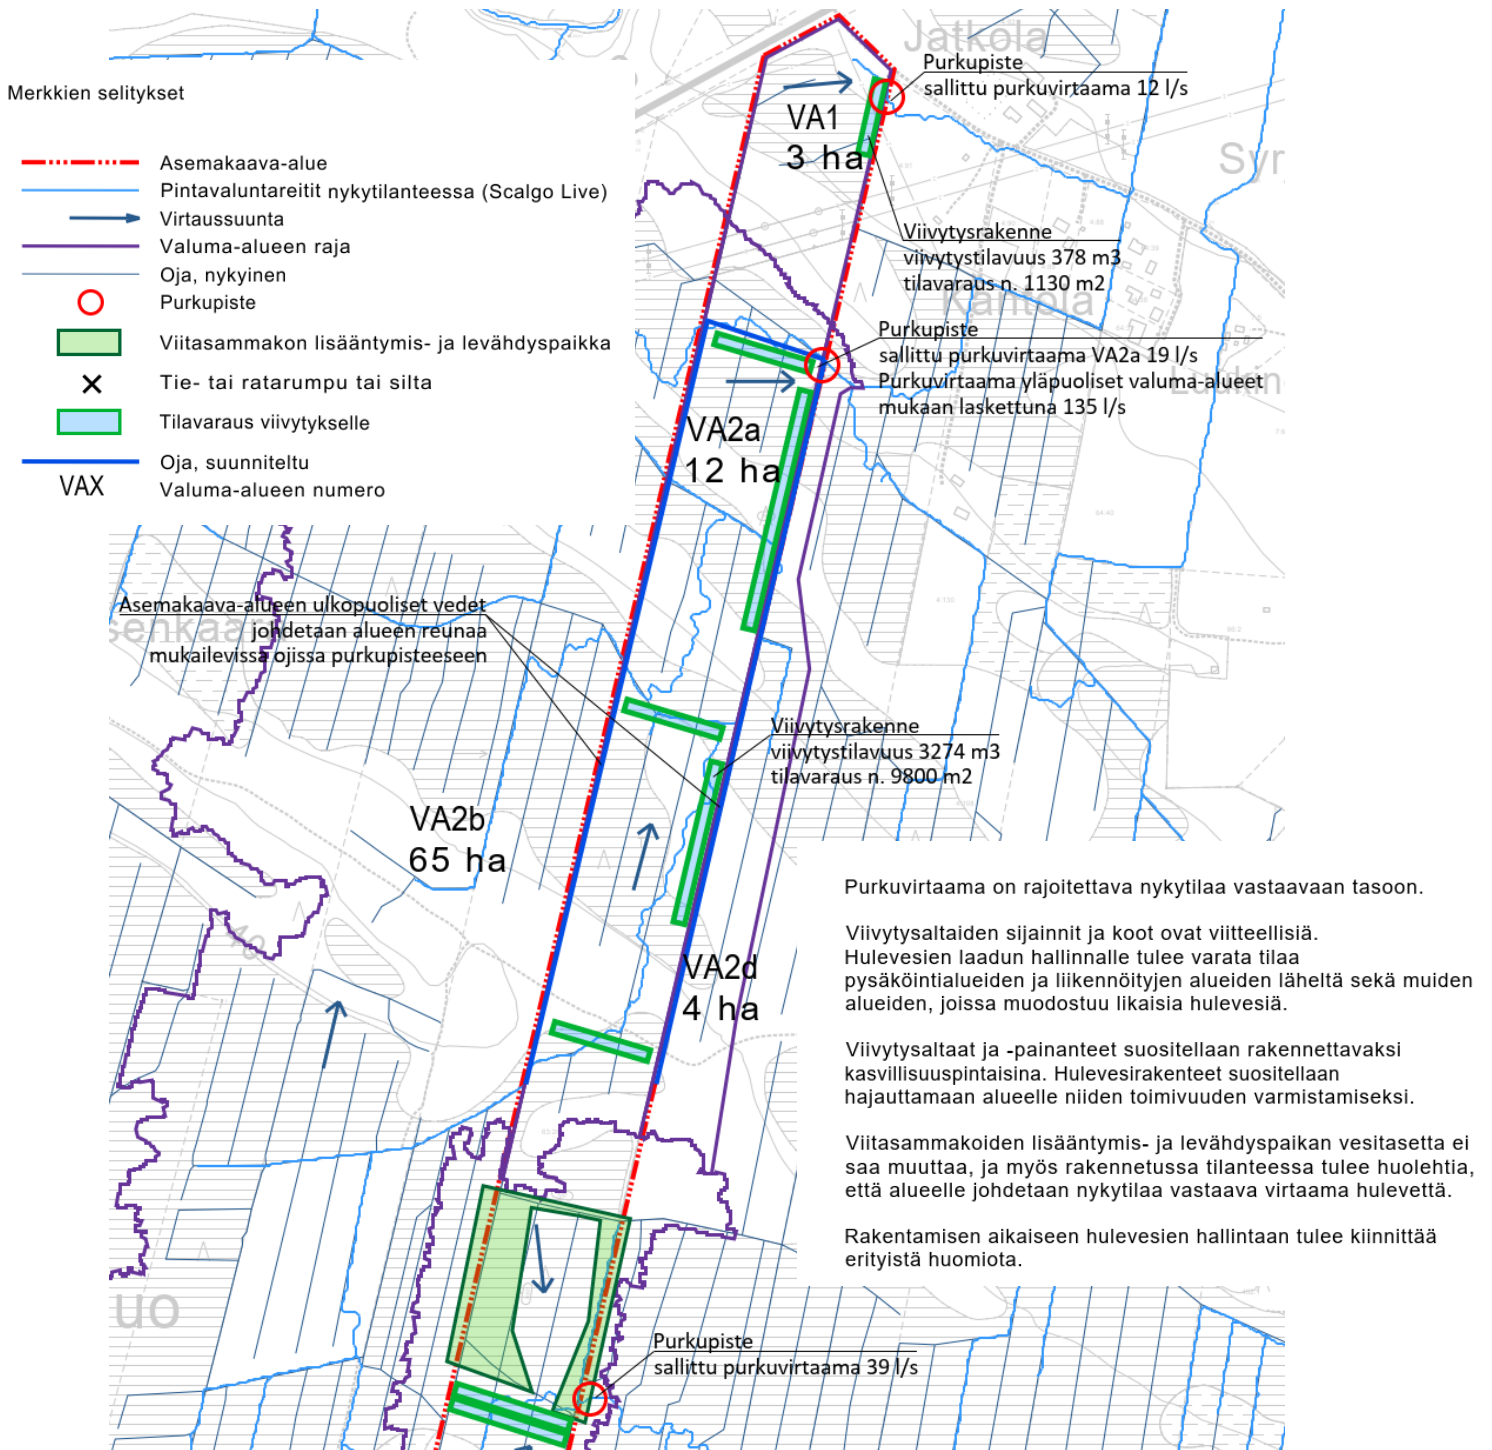 Jatkola
Purkupiste
sallittu purkuvirtaama 12 l/s
Merkkien selitykset
VA1
3 ha
Syr
Asemakaava-alue
Pintavaluntareitit nykytilanteessa (Scalgo Live)
Virtaussuunta
Valuma-alueen raja
Oja, nykyinen
Purkupiste
Viitasammakon lisääntymis- ja levähdyspaikka
Tie- tai ratarumpu tai silta
Tilavaraus viivytykselle
Oja, suunniteltu
VAX Valuma-alueen numero
Viivytysrakenne
viivytystilavuus 378 m3
tilavaraus n. 1130 m2
Kantola
Purkupiste
sallittu purkuvirtaama VA2a 19 l/s
Purkuvirtaama yläpuoliset valuma-alueet
mukaan laskettuna 135 l/s
Luukin
VA2a
12 ha
Asemakaava-alueen ulkopuoliset vedet
johdetaan alueen reunaa
mukailevissa ojissa purkupisteeseen
senkaar
Viivytysrakenne
viivytystilavuus 3274 m3
tilavaraus n. 9800 m2
VA2b
65 ha
VA2d
4 ha
Purkuvirtaama on rajoitettava nykytilaa vastaavaan tasoon.
Viivytysaltaiden sijainnit ja koot ovat viitteellisiä.
Hulevesien laadun hallinnalle tulee varata tilaa
pysäköintialueiden ja liikennöityjen alueiden läheltä sekä muiden
alueiden, joissa muodostuu likaisia hulevesiä.
Viivytysaltaat ja -painanteet suositellaan rakennettavaksi
kasvillisuuspintaisina. Hulevesirakenteet suositellaan
hajauttamaan alueelle niiden toimivuuden varmistamiseksi.
Viitasammakoiden lisääntymis- ja levähdyspaikan vesitasetta ei
saa muuttaa, ja myös rakennetussa tilanteessa tulee huolehtia,
että alueelle johdetaan nykytilaa vastaava virtaama hulevettä.
Rakentamisen aikaiseen hulevesien hallintaan tulee kiinnittää
erityistä huomiota.
uo
Purkupiste
sallittu purkuvirtaama 39 l/s